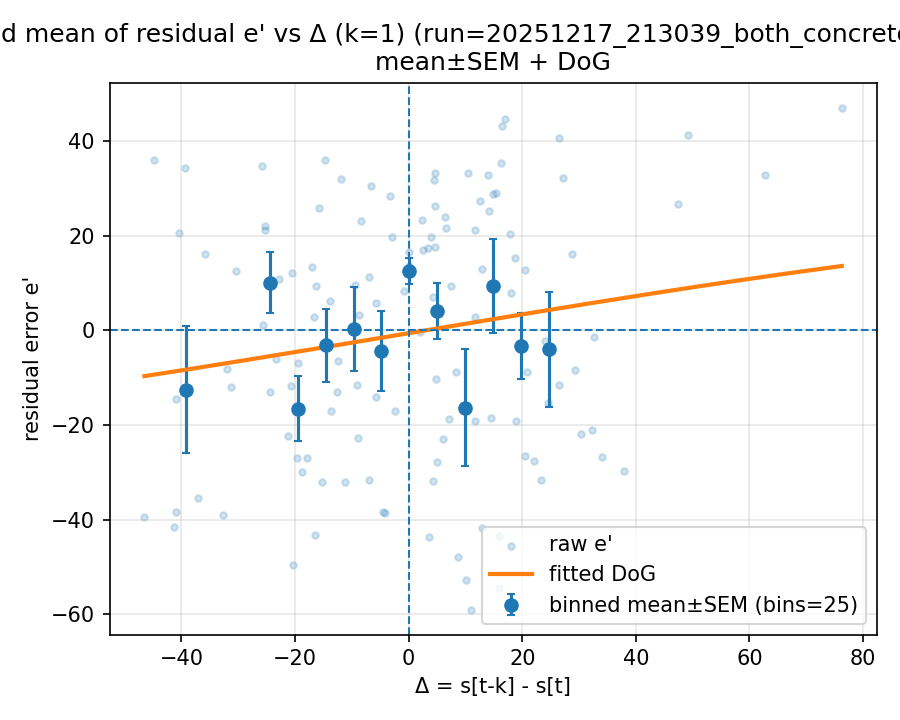 d mean of residual e' vs Δ (k=1) (run=20251217_213039_both_concrete
mean±SEM + DoG
40
20
0
−20
−40
−60
residual error e'
raw e'
fitted DoG
binned mean±SEM (bins=25)
−40
−20
0
20
40
60
80
Δ = s[t-k] - s[t]